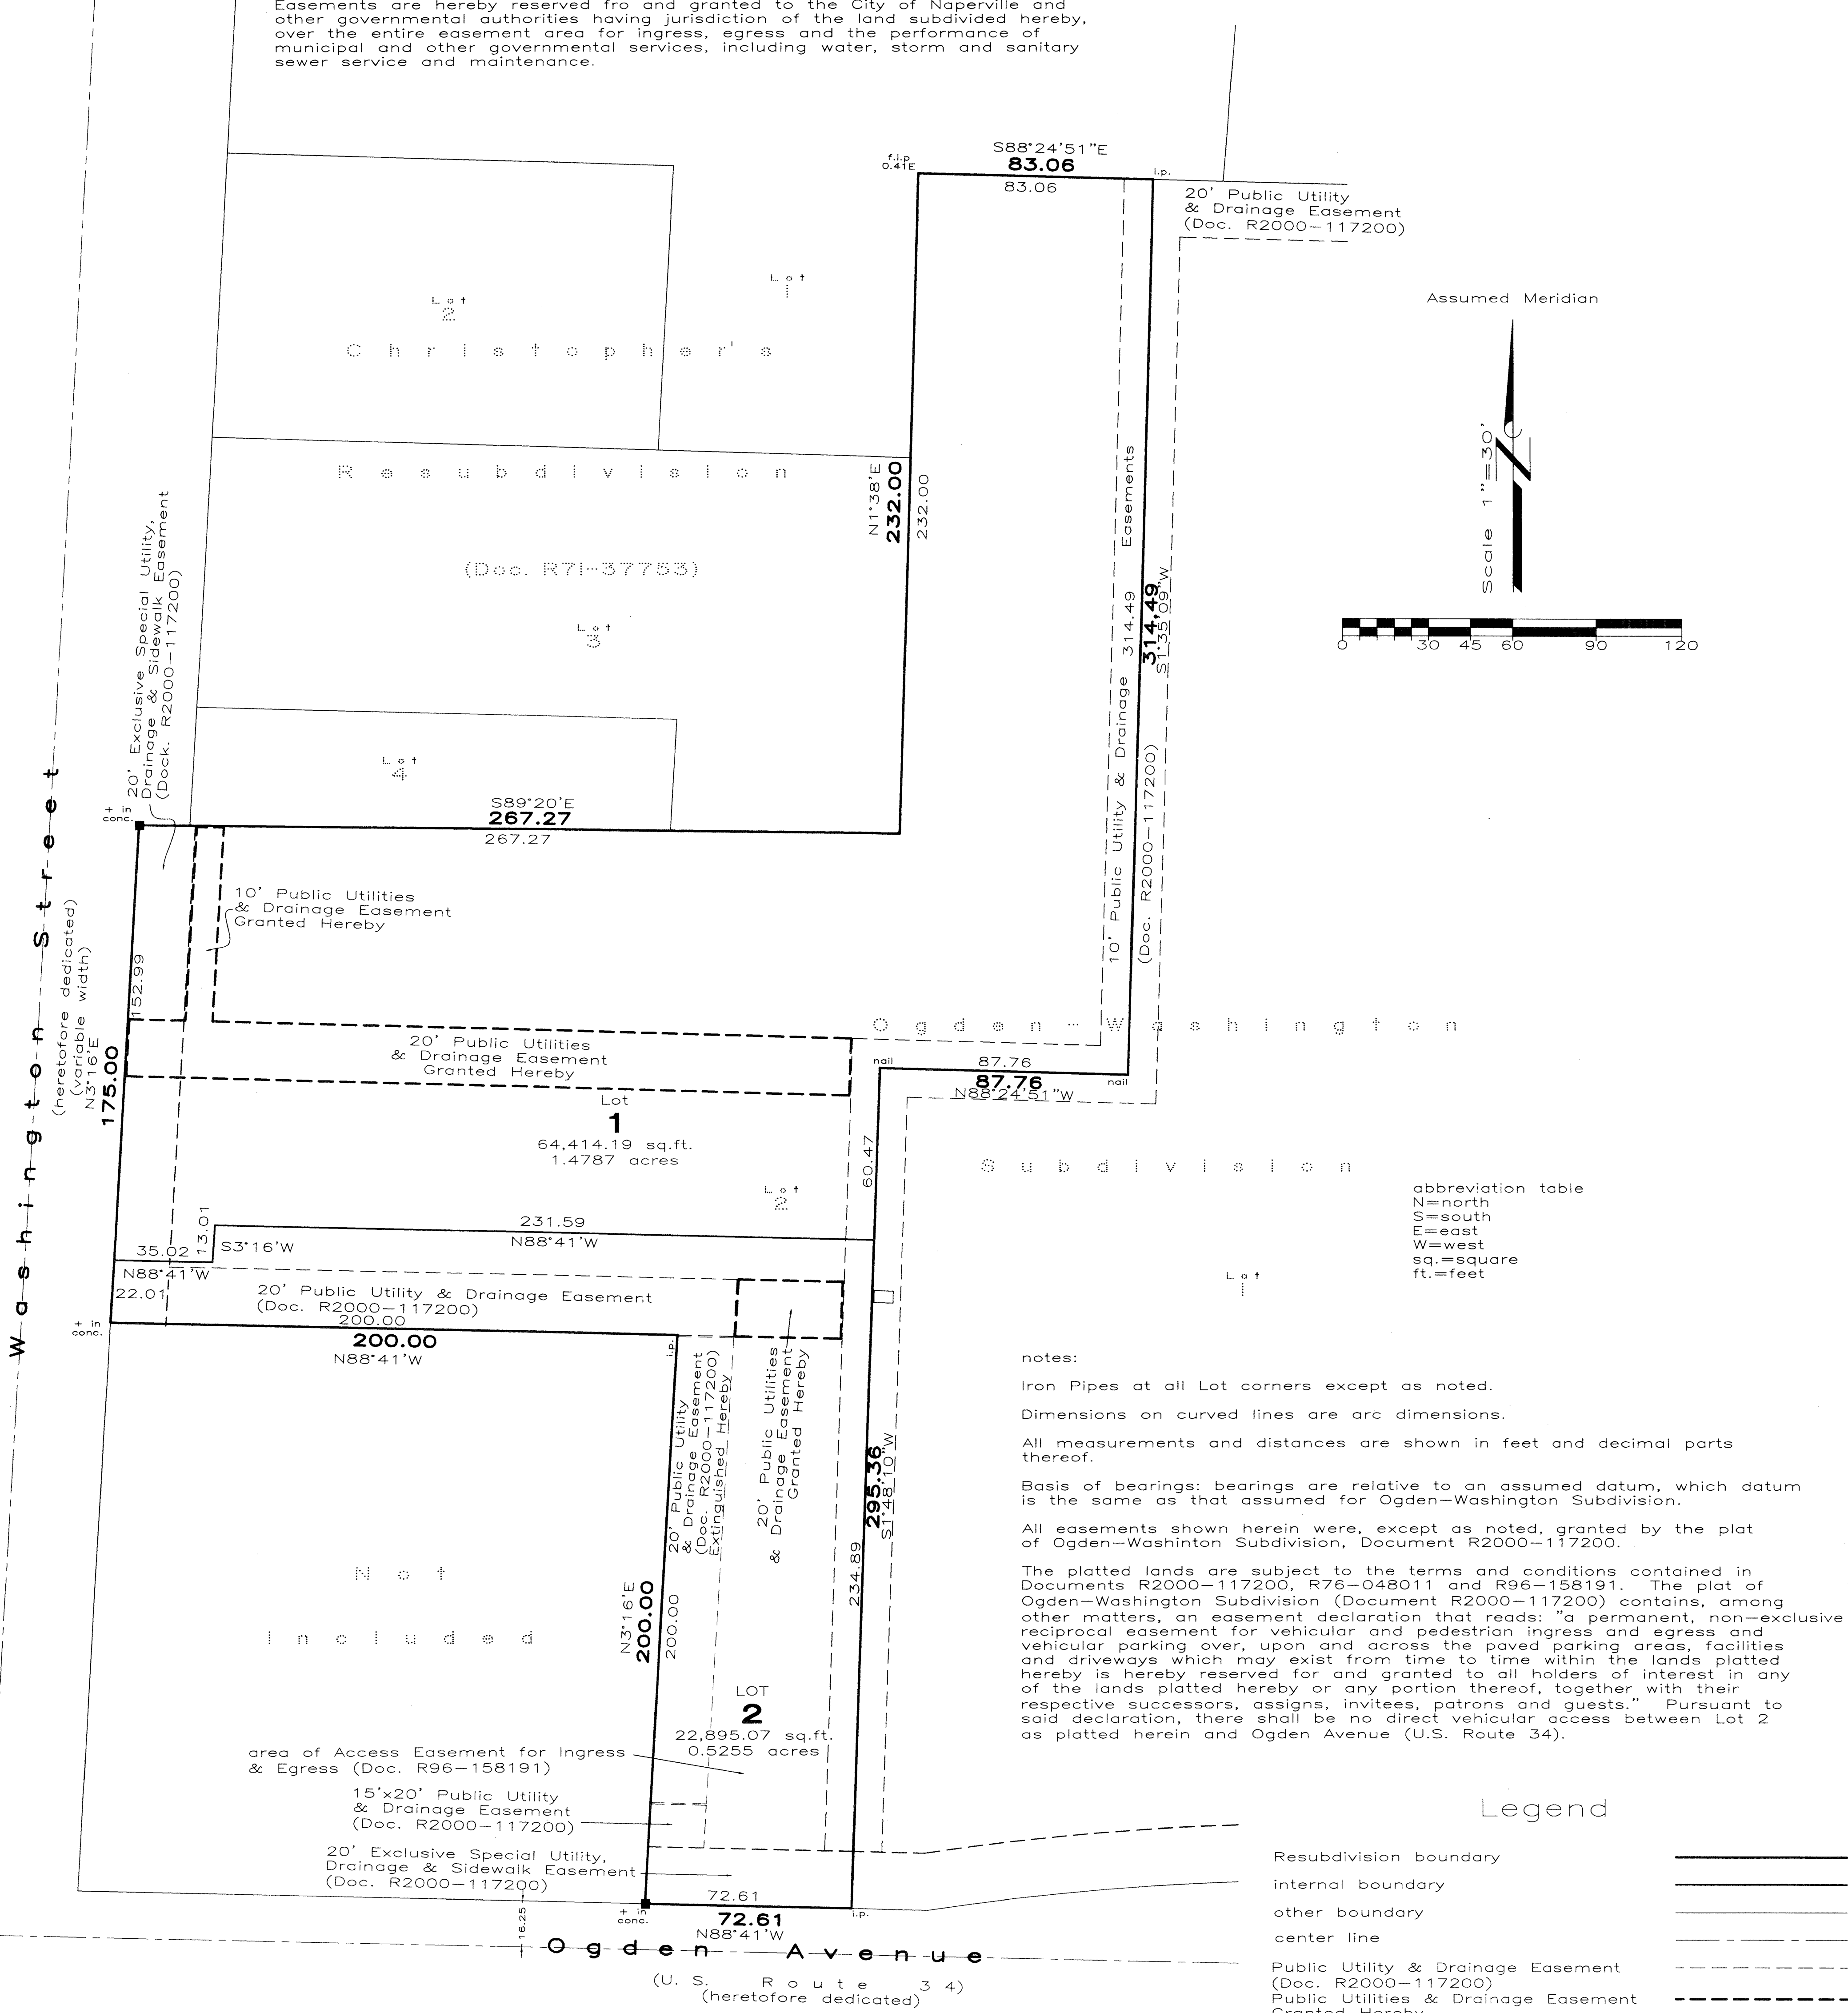 Easements are hereby reserved fro and granted to the City of Naperville and
other governmental authorities having jurisdiction of the land subdivided hereby,
over the entire easement area for ingress, egress and the performance of
municipal and other governmental services, including water, storm and sanitary
sewer service and maintenance.
f.i.p
0.41E
S88°24'51"E
83.06
83.06
i.p.
20' Public Utility
& Drainage Easement
(Doc. R2000-117200)
Lot
1
Lot
2
Christopher's
Resubdivision
(Doc. R71-37753)
Lot
3
Lot
4
N1°38'E
232.00
232.00
10' Public Utility & Drainage Easements
314.49
314.49
S1°35'09"W
(Doc. R2000-117200)
Assumed Meridian
Scale 1"=30'
0 30 45 60 90 120
20' Exclusive Special Utility,
Drainage & Sidewalk Easement
(Dock. R2000-117200)
+ in
conc.
S89°20'E
267.27
267.27
10' Public Utilities
& Drainage Easement
Granted Hereby
Washington Street
(heretofore dedicated)
(variable width)
N3°16'E
175.00
152.99
20' Public Utilities
& Drainage Easement
Granted Hereby
Ogden-Washington
Subdivision
nail
87.76
87.76
N88°24'51"W
nail
Lot
1
64,414.19 sq.ft.
1.4787 acres
60.47
Lot
2
231.59
N88°41'W
13.01
S3°16'W
35.02
N88°41'W
22.01
20' Public Utility & Drainage Easement
(Doc. R2000-117200)
200.00
200.00
N88°41'W
+ in
conc.
i.p.
Lot
1
abbreviation table
N=north
S=south
E=east
W=west
sq.=square
ft.=feet
20' Public Utility
& Drainage Easement
(Doc. R2000-117200)
Extinguished Hereby
20' Public Utilities
& Drainage Easement
Granted Hereby
295.36
S1°48'10"W
234.89
N3°16'E
200.00
200.00
Not
Included
LOT
2
22,895.07 sq.ft.
0.5255 acres
area of Access Easement for Ingress
& Egress (Doc. R96-158191)
15'x20' Public Utility
& Drainage Easement
(Doc. R2000-117200)
20' Exclusive Special Utility,
Drainage & Sidewalk Easement
(Doc. R2000-117200)
16.25
+ in
conc.
72.61
72.61
N88°41'W
i.p.
Ogden Avenue
(U. S. Route 34)
(heretofore dedicated)
notes:
Iron Pipes at all Lot corners except as noted.
Dimensions on curved lines are arc dimensions.
All measurements and distances are shown in feet and decimal parts
thereof.
Basis of bearings: bearings are relative to an assumed datum, which datum
is the same as that assumed for Ogden-Washington Subdivision.
All easements shown herein were, except as noted, granted by the plat
of Ogden-Washinton Subdivision, Document R2000-117200.
The platted lands are subject to the terms and conditions contained in
Documents R2000-117200, R76-048011 and R96-158191. The plat of
Ogden-Washington Subdivision (Document R2000-117200) contains, among
other matters, an easement declaration that reads: "a permanent, non-exclusive
reciprocal easement for vehicular and pedestrian ingress and egress and
vehicular parking over, upon and across the paved parking areas, facilities
and driveways which may exist from time to time within the lands platted
hereby is hereby reserved for and granted to all holders of interest in any
of the lands platted hereby or any portion thereof, together with their
respective successors, assigns, invitees, patrons and guests." Pursuant to
said declaration, there shall be no direct vehicular access between Lot 2
as platted herein and Ogden Avenue (U.S. Route 34).
Legend
Resubdivision boundary
internal boundary
other boundary
center line
Public Utility & Drainage Easement
(Doc. R2000-117200)
Public Utilities & Drainage Easement
Granted Hereby